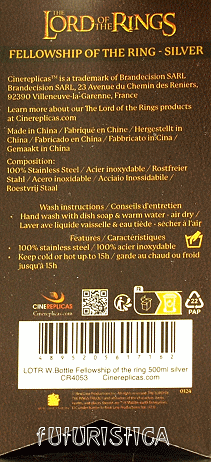 THE
LORD OF THE RINGS
FELLOWSHIP OF THE RING - SILVER
Cinereplicas™ is a trademark of Brandecision SARL
Brandecision SARL, 23 Avenue du Chemin des Reniers,
92390 Villeneuve-la-Garenne, France
Learn more about our The Lord of the Rings products
at Cinereplicas.com
Made in China / Fabriqué en Chine / Hergestellt in
China / Fabricado en China / Fabbricato in Cina /
Gemaakt in China
Composition:
100% Stainless Steel / Acier inoxydable / Rostfreier
Stahl / Acero inoxidable / Acciaio Inossidabile /
Roestvrij Staal
Wash instructions / Conseils d'entretien
- Hand wash with dish soap & warm water - air dry /
Laver avec liquide vaisselle & eau tiède - sécher à l'air
Features / Caractéristiques
- 100% stainless steel / 100% acier inoxydable
- Keep cold or hot up to 15h / garde au chaud ou froid
jusqu'à 15h
CINEREPLICAS
Cinereplicas.com
22
PAP
4895205617162
LOTR W.Bottle Fellowship of the ring 500ml silver
CR4053 Cinereplicas.com
0124
FUTURISTIGA